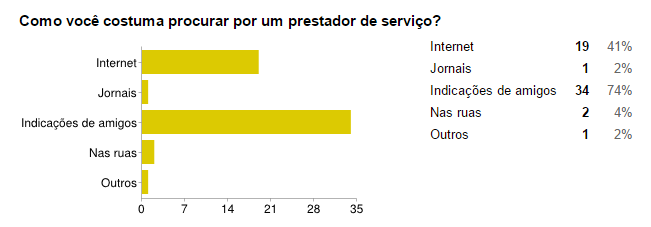 Como você costuma procurar por um prestador de serviço?
Internet
Jornais
Indicações de amigos
Nas ruas
Outros
0 7 14 21 28 35
Internet 19 41%
Jornais 1 2%
Indicações de amigos 34 74%
Nas ruas 2 4%
Outros 1 2%